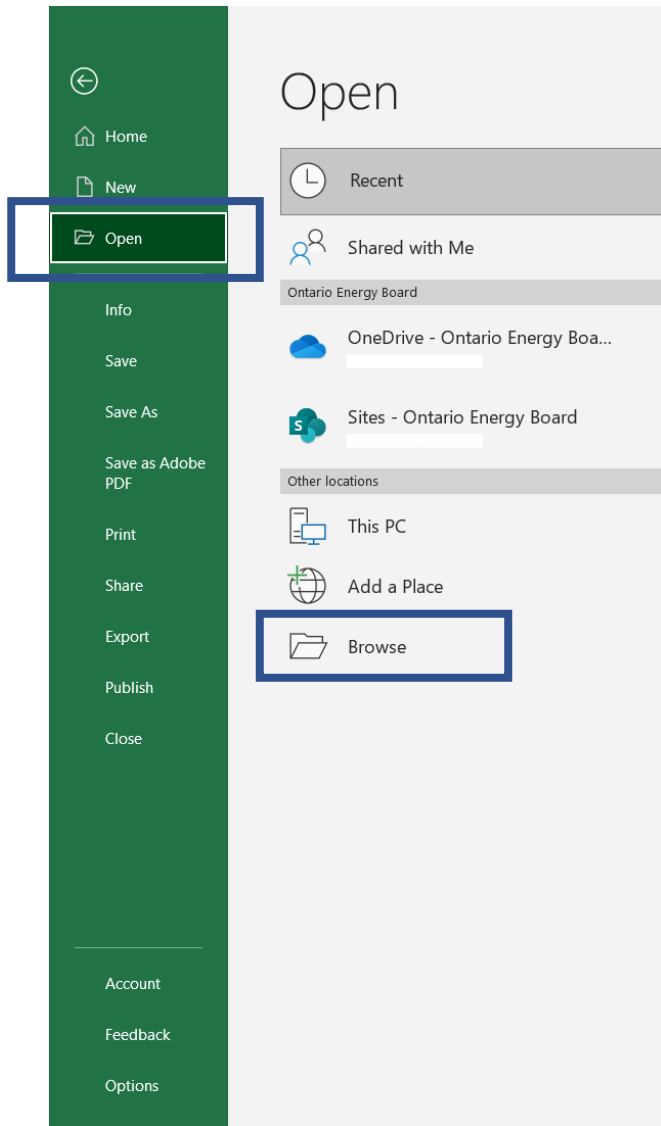 Home
New
Open
Info
Save
Save As
Save as Adobe
PDF
Print
Share
Export
Publish
Close
Account
Feedback
Options
Open
Recent
Shared with Me
Ontario Energy Board
OneDrive - Ontario Energy Boa...
S
Sites - Ontario Energy Board
Other locations
This PC
Add a Place
Browse